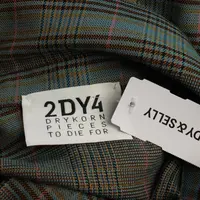 2DY4
DRYKORN
PIECES
TO DIE FOR
DY&SELLY